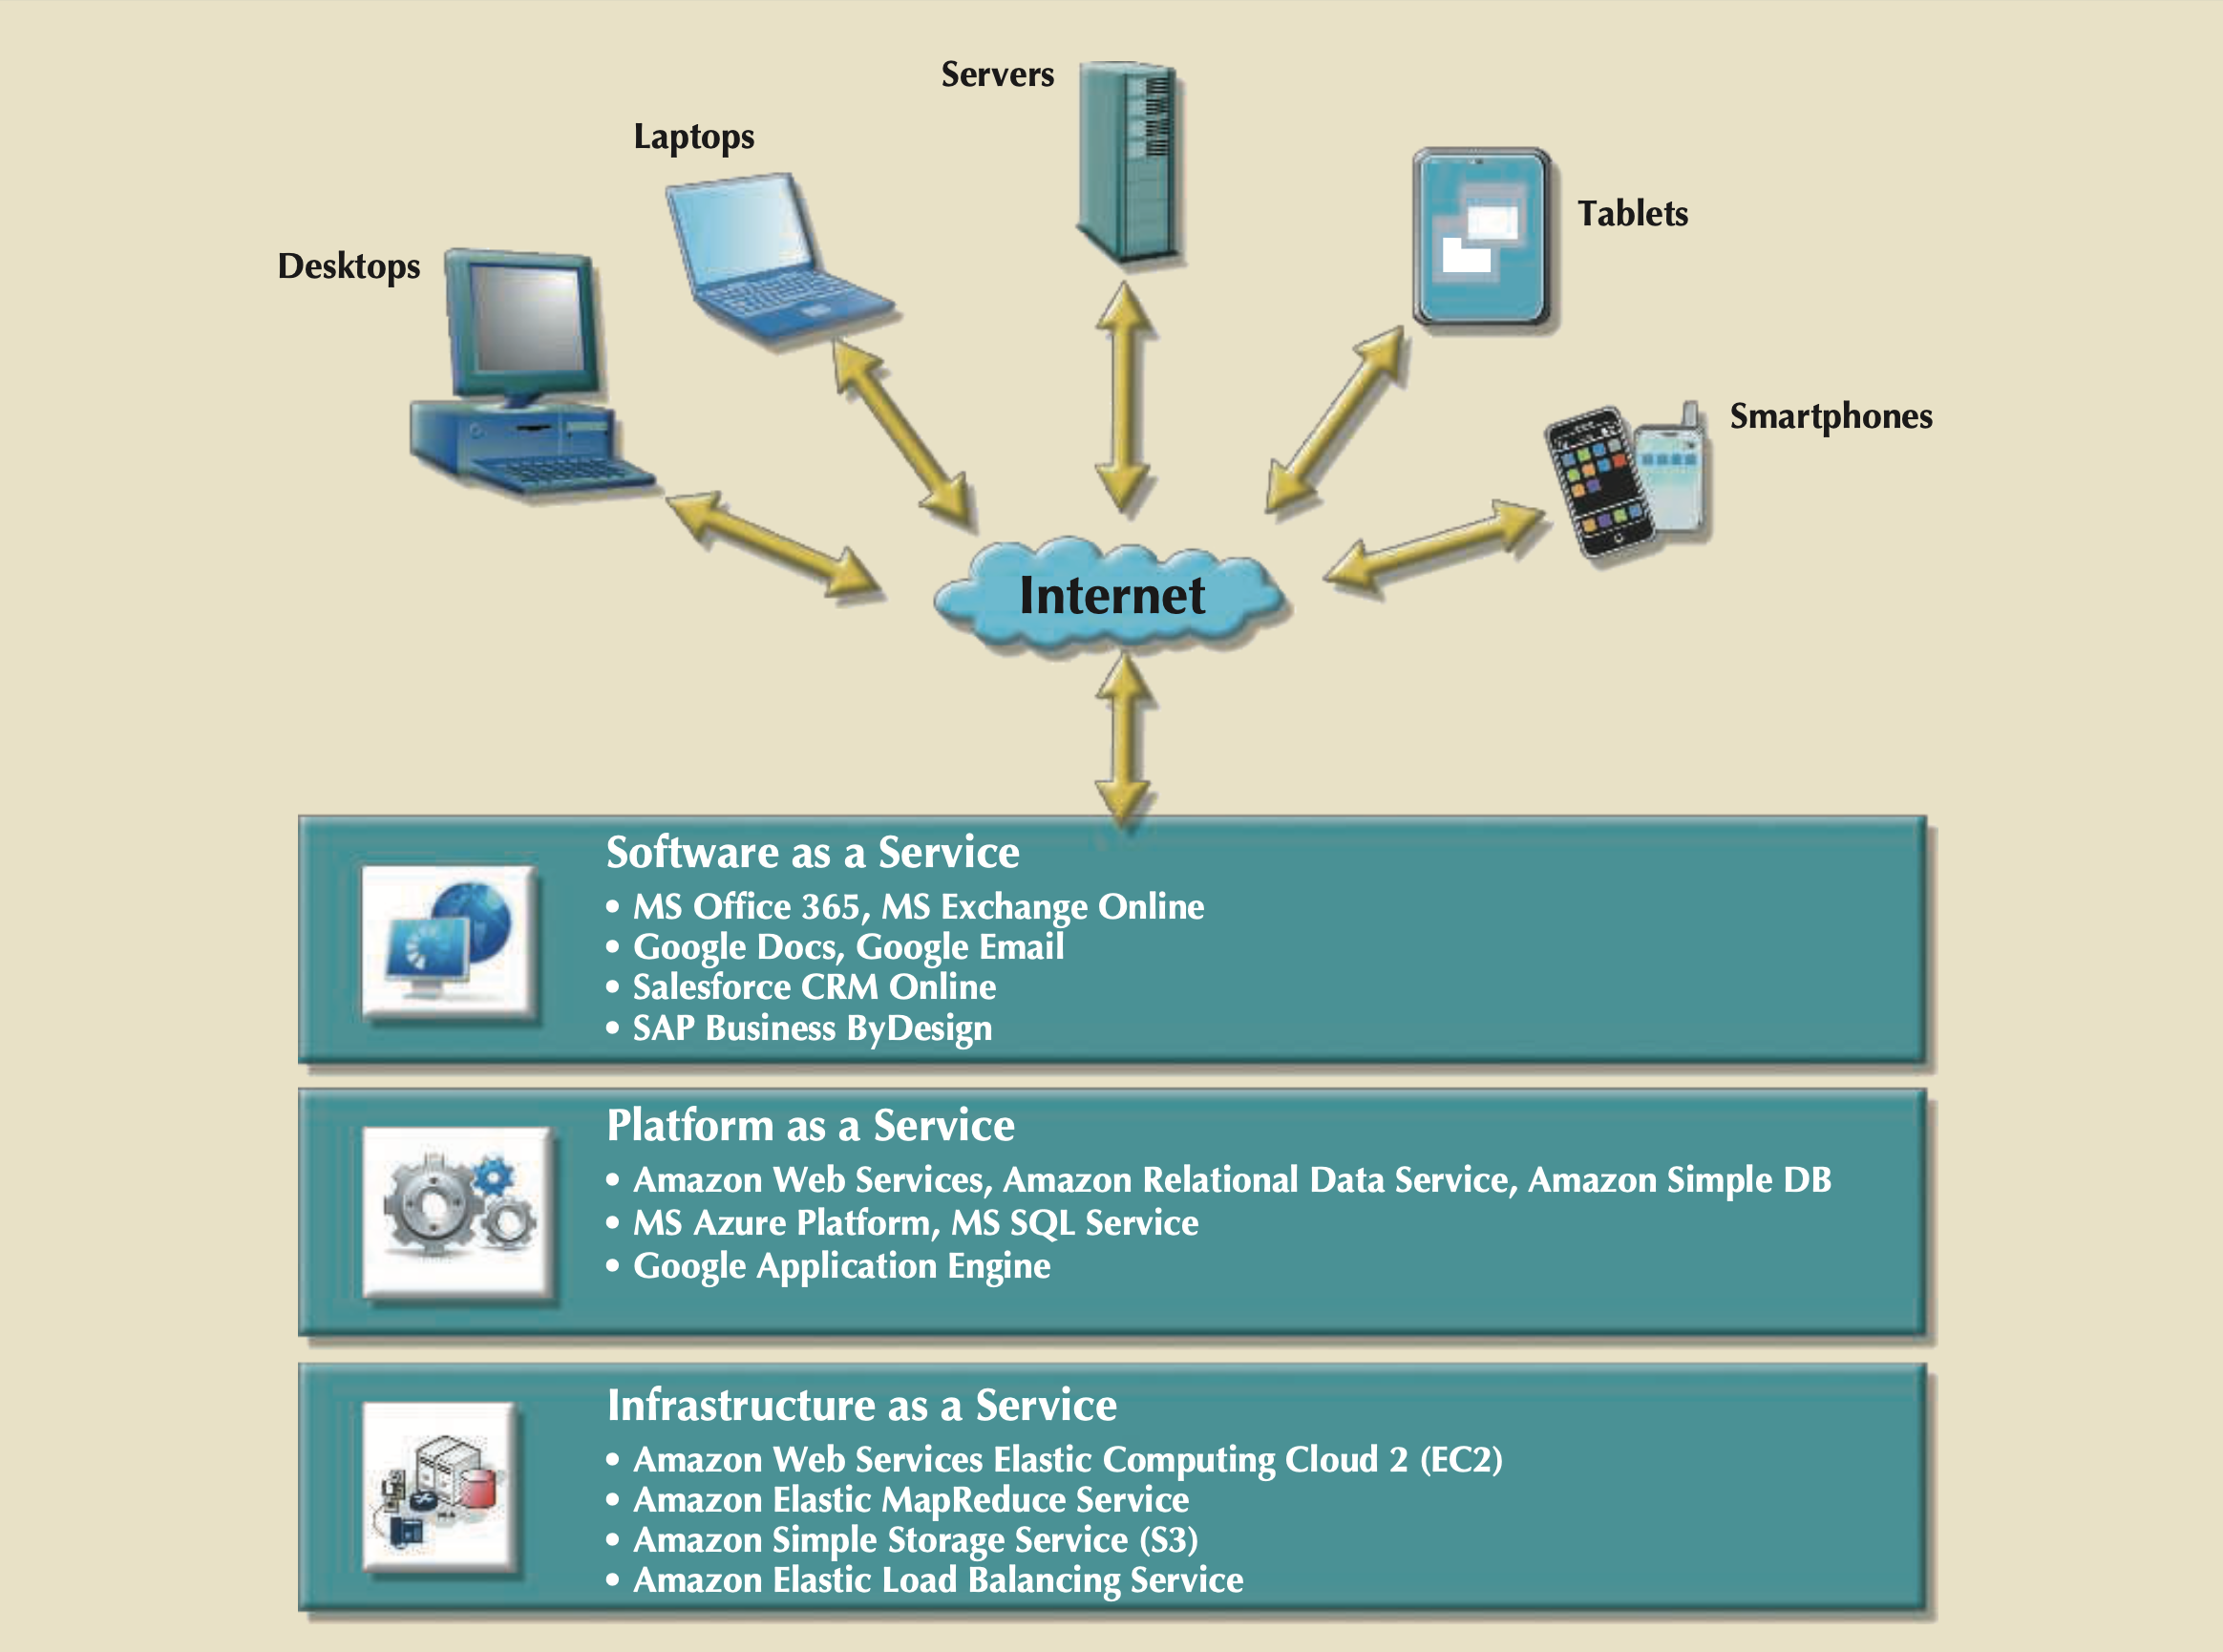 Servers
Laptops
Tablets
Desktops
Smartphones
Internet
Software as a Service
• MS Office 365, MS Exchange Online
• Google Docs, Google Email
• Salesforce CRM Online
• SAP Business ByDesign
Platform as a Service
• Amazon Web Services, Amazon Relational Data Service, Amazon Simple DB
• MS Azure Platform, MS SQL Service
• Google Application Engine
Infrastructure as a Service
• Amazon Web Services Elastic Computing Cloud 2 (EC2)
• Amazon Elastic MapReduce Service
• Amazon Simple Storage Service (S3)
• Amazon Elastic Load Balancing Service